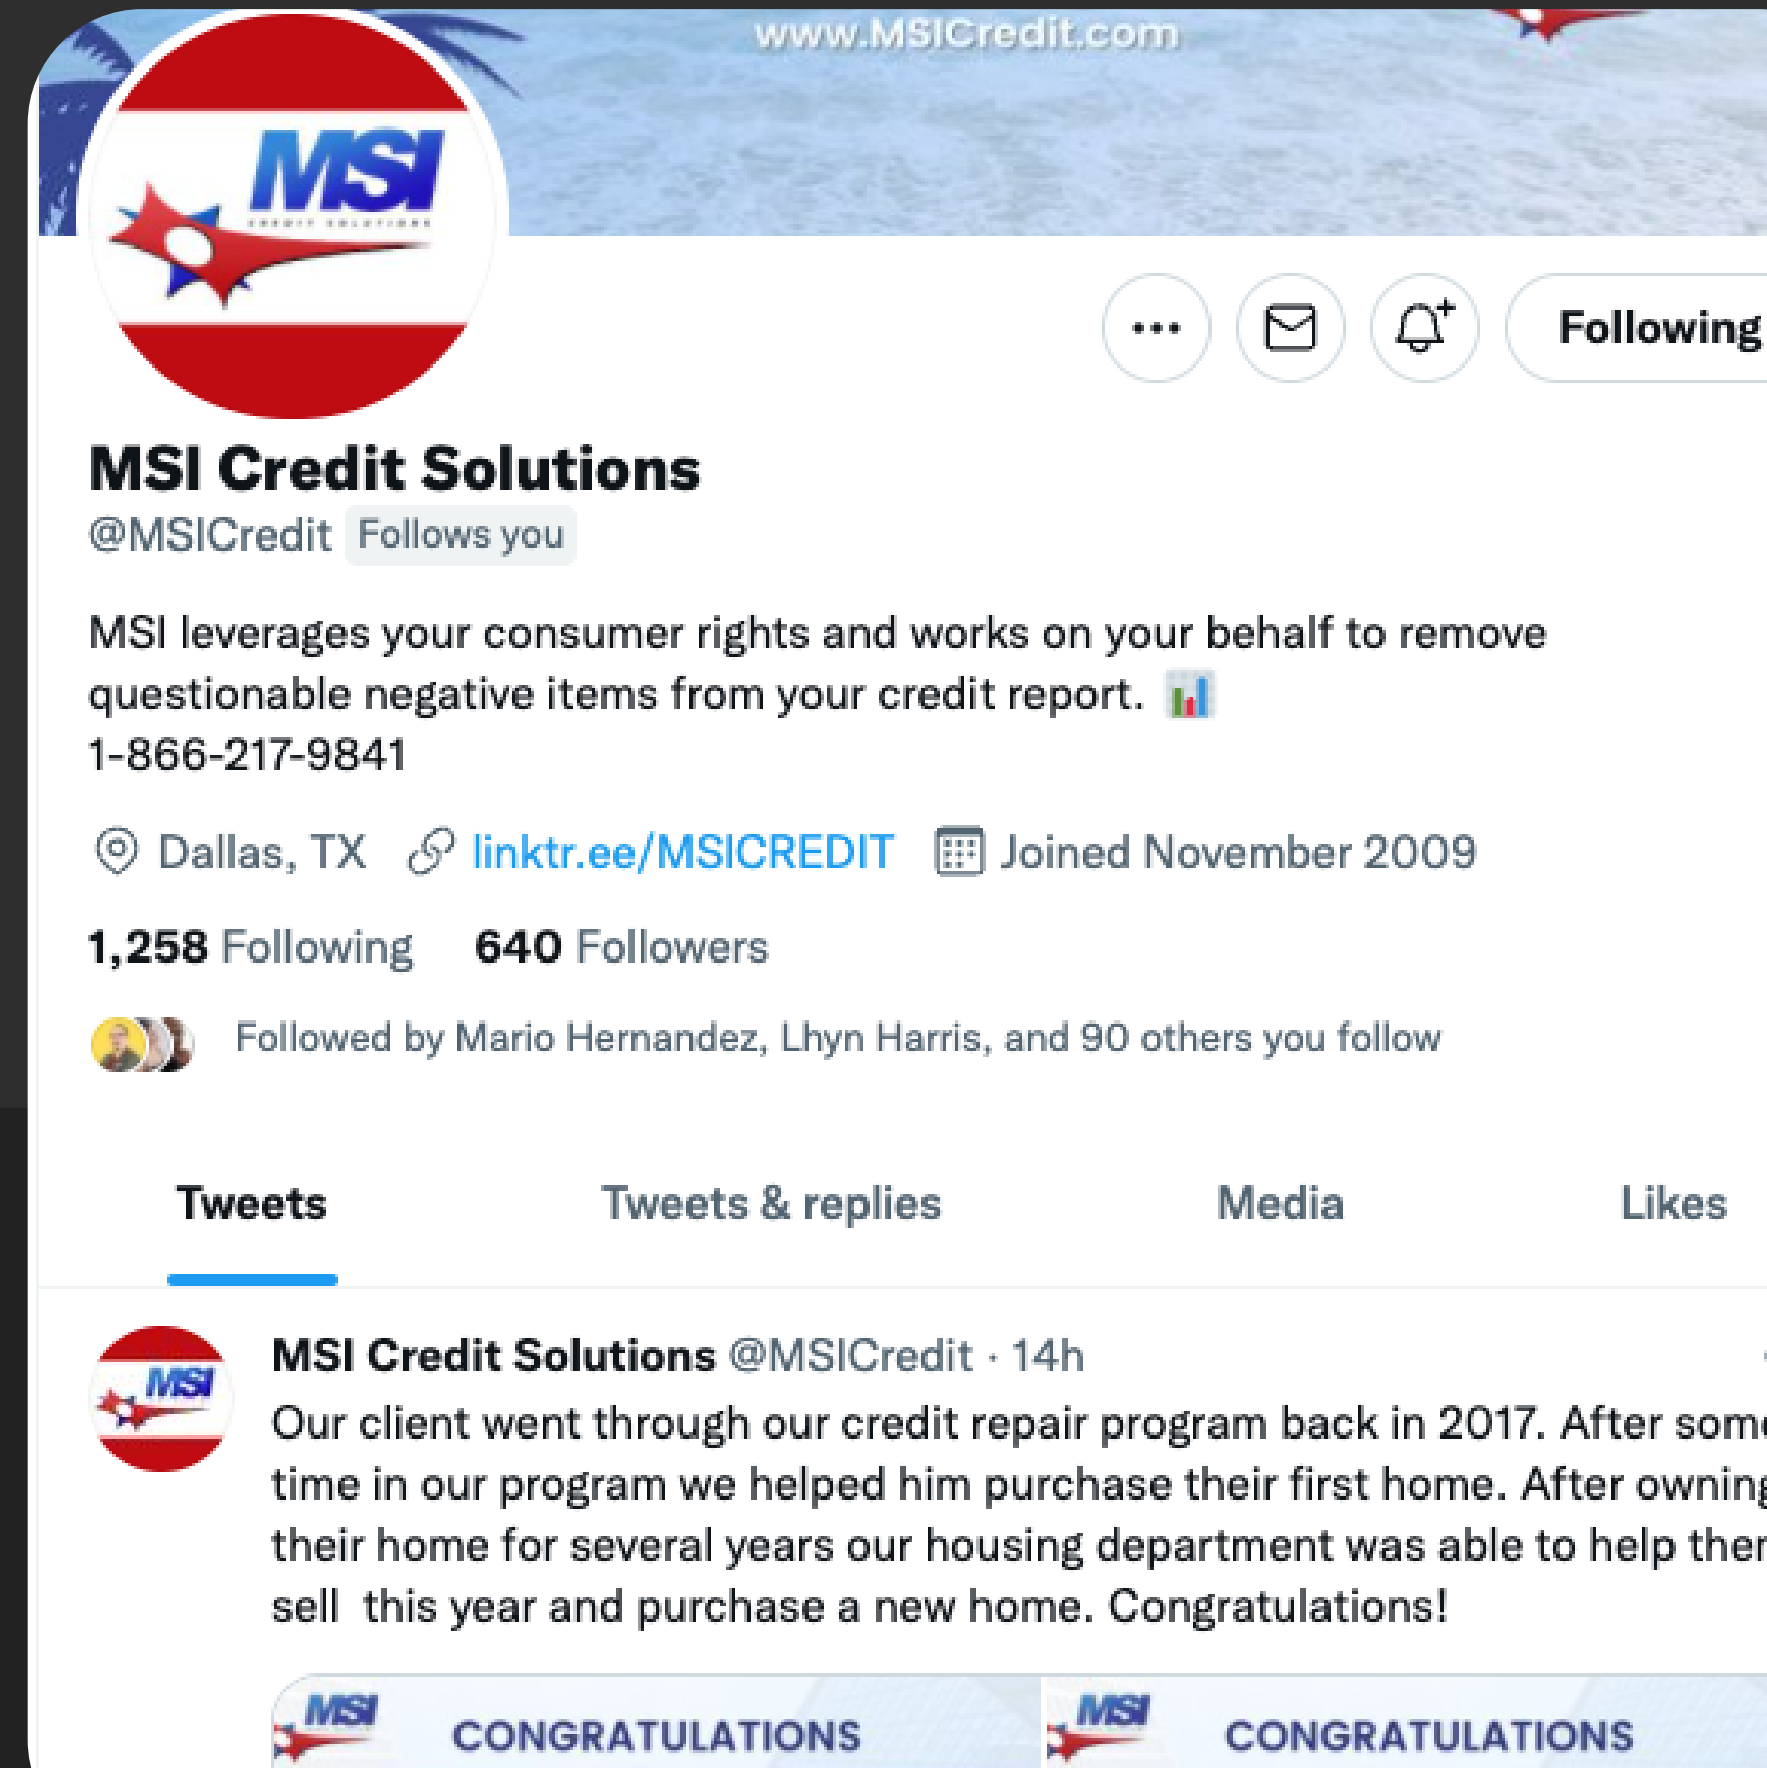 www.MSICredit.com
MSI
CREDIT SOLUTIONS
Following
MSI Credit Solutions
@MSICredit Follows you
MSI leverages your consumer rights and works on your behalf to remove
questionable negative items from your credit report. 📊
1-866-217-9841
Dallas, TX linktr.ee/MSICREDIT Joined November 2009
1,258 Following 640 Followers
Followed by Mario Hernandez, Lhyn Harris, and 90 others you follow
Tweets Tweets & replies Media Likes
MSI
MSI Credit Solutions @MSICredit · 14h
Our client went through our credit repair program back in 2017. After some
time in our program we helped him purchase their first home. After owning
their home for several years our housing department was able to help them
sell  this year and purchase a new home. Congratulations!
MSI CONGRATULATIONS MSI CONGRATULATIONS